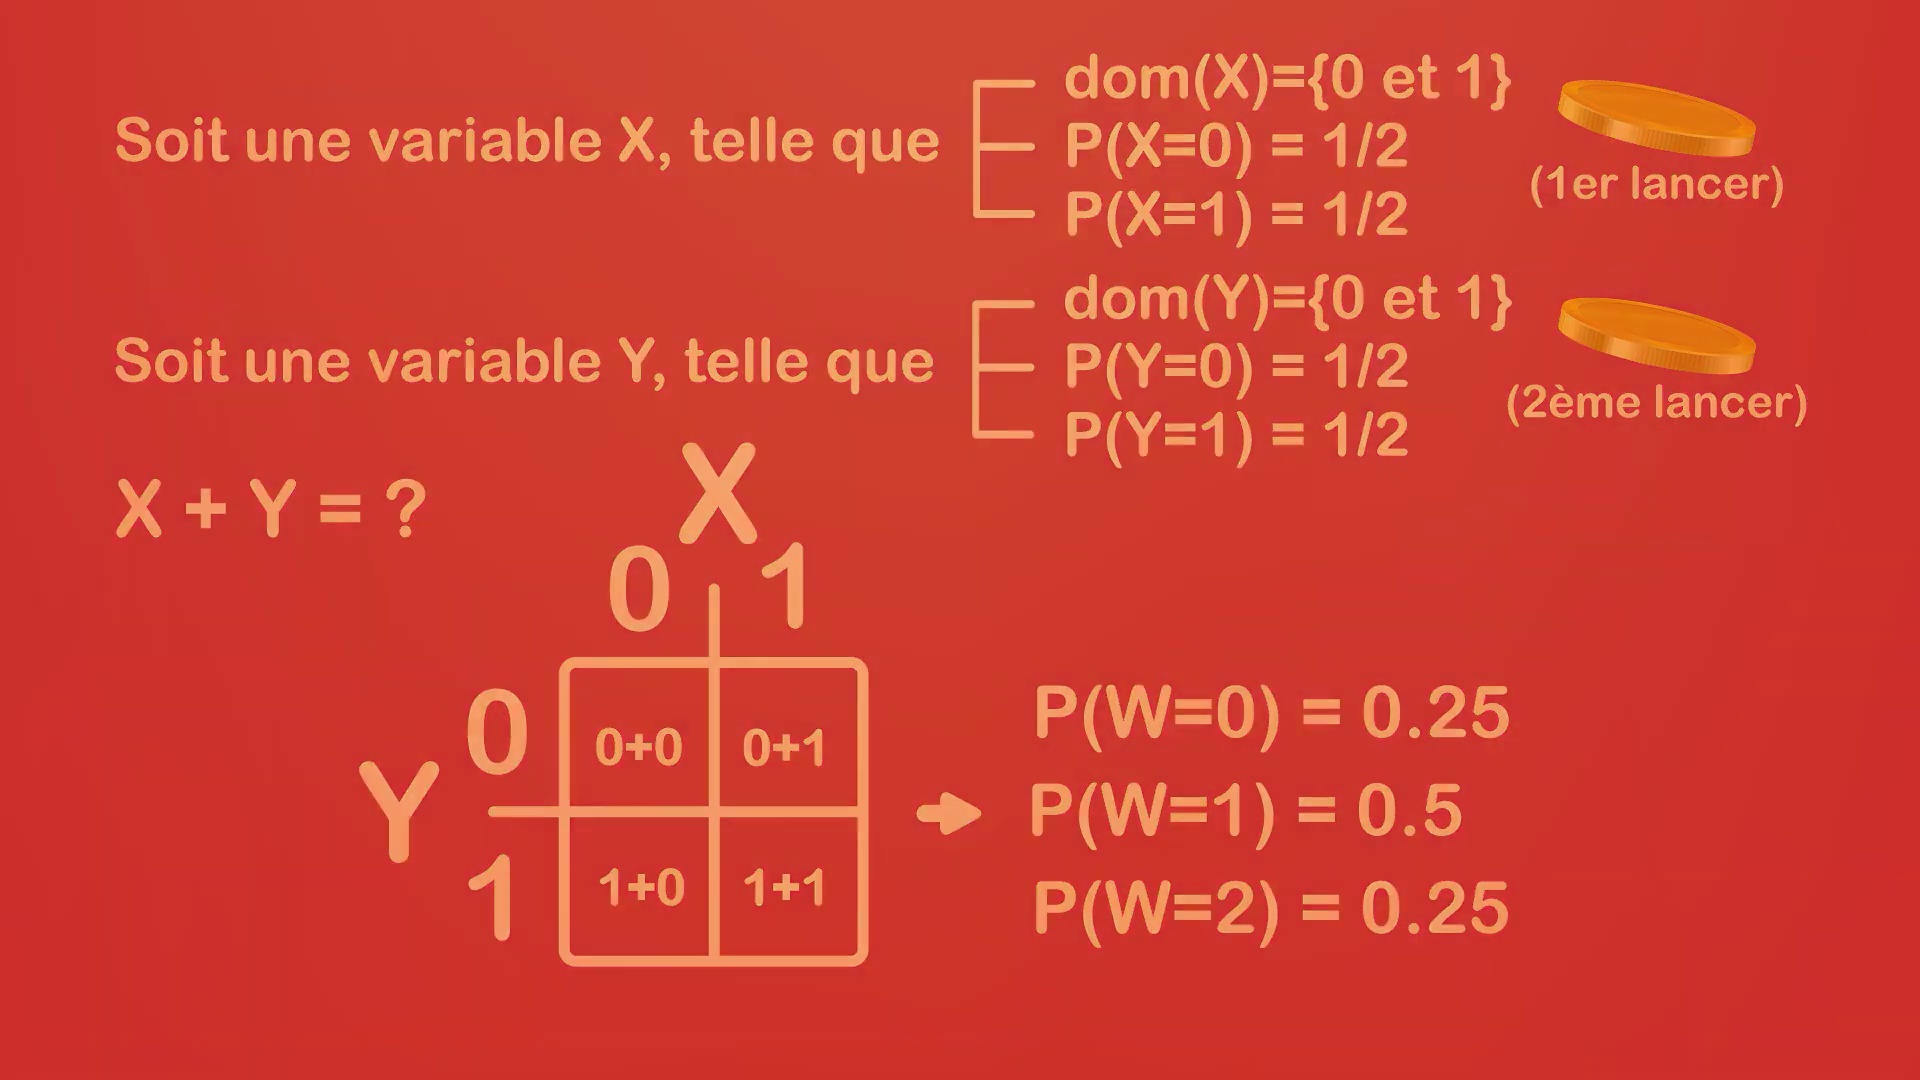 dom(X)={0 et 1}
Soit une variable X, telle que
P(X=0) = 1/2
(1er lancer)
P(X=1) = 1/2
dom(Y)={0 et 1}
Soit une variable Y, telle que
P(Y=0) = 1/2
(2ème lancer)
P(Y=1) = 1/2
X + Y = ?
X
0 1
Y
0
0+0 0+1
1
1+0 1+1
P(W=0) = 0.25
P(W=1) = 0.5
P(W=2) = 0.25